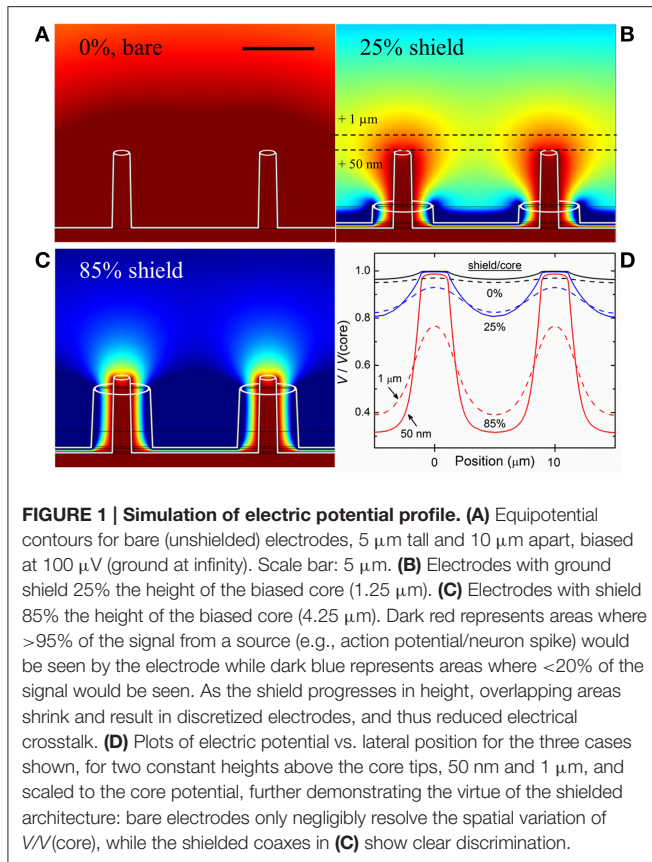 A
0%, bare
25% shield
B
+ 1 μm
+ 50 nm
C
85% shield
D
shield/core
0%
25%
85%
1 μm
50 nm
1.0
0.8
0.6
0.4
V / V(core)
0
10
Position (μm)
FIGURE 1 | Simulation of electric potential profile. (A) Equipotential
contours for bare (unshielded) electrodes, 5 μm tall and 10 μm apart, biased
at 100 μV (ground at infinity). Scale bar: 5 μm. (B) Electrodes with ground
shield 25% the height of the biased core (1.25 μm). (C) Electrodes with shield
85% the height of the biased core (4.25 μm). Dark red represents areas where
>95% of the signal from a source (e.g., action potential/neuron spike) would
be seen by the electrode while dark blue represents areas where <20% of the
signal would be seen. As the shield progresses in height, overlapping areas
shrink and result in discretized electrodes, and thus reduced electrical
crosstalk. (D) Plots of electric potential vs. lateral position for the three cases
shown, for two constant heights above the core tips, 50 nm and 1 μm, and
scaled to the core potential, further demonstrating the virtue of the shielded
architecture: bare electrodes only negligibly resolve the spatial variation of
V/V(core), while the shielded coaxes in (C) show clear discrimination.